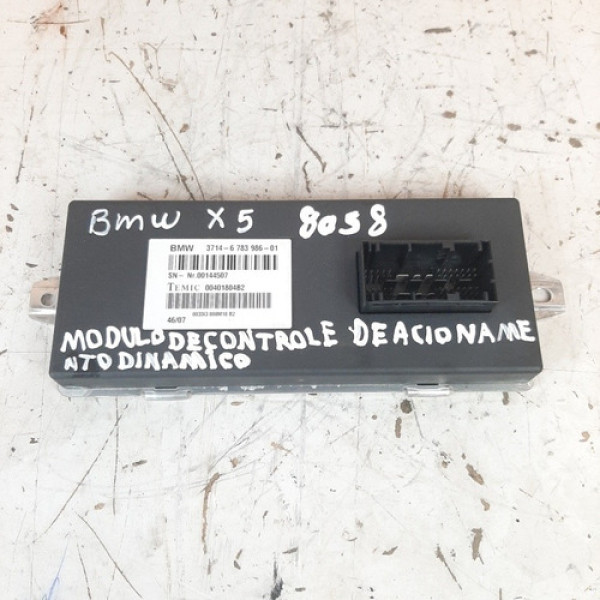 BMW X5 8058
BMW 3714-6 783 986-01
SN- Nr.00144507
TEMIC 0040180482
46/07
MODULO DE CONTROLE DE ACIONAME
NTO DINAMICO